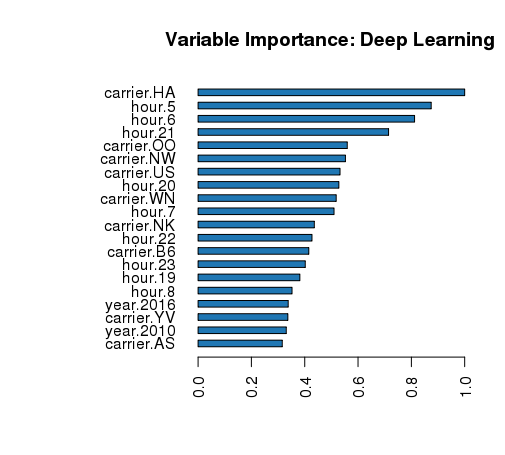 Variable Importance: Deep Learning
carrier.HA
hour.5
hour.6
hour.21
carrier.OO
carrier.NW
carrier.US
hour.20
carrier.WN
hour.7
carrier.NK
hour.22
carrier.B6
hour.23
hour.19
hour.8
year.2016
carrier.YV
year.2010
carrier.AS
0.0
0.2
0.4
0.6
0.8
1.0